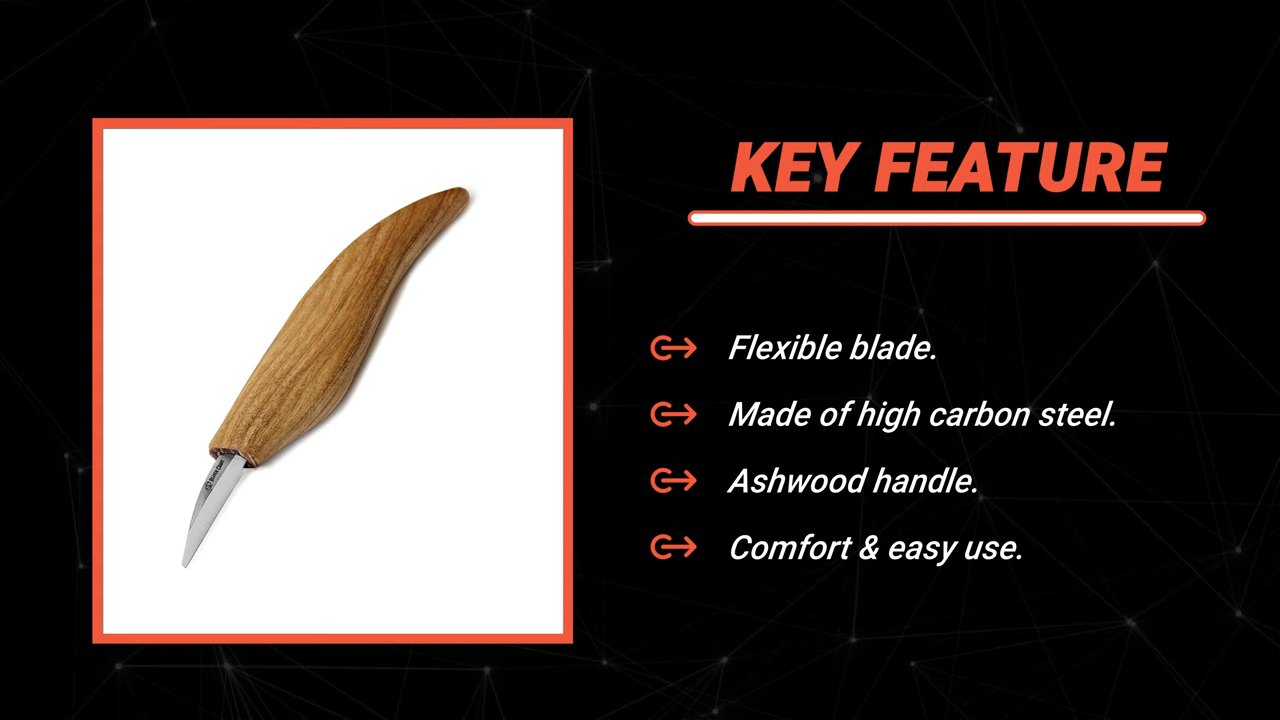 KEY FEATURE
Flexible blade.
Made of high carbon steel.
Ashwood handle.
Comfort & easy use.